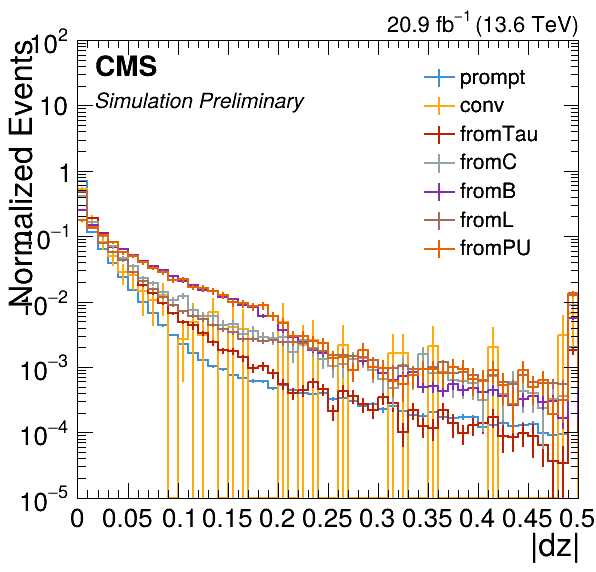 20.9 fb⁻¹ (13.6 TeV)
CMS
Simulation Preliminary
prompt
conv
fromTau
fromC
fromB
fromL
fromPU
Normalized Events
10²
10
1
10⁻¹
10⁻²
10⁻³
10⁻⁴
10⁻⁵
0 0.05 0.1 0.15 0.2 0.25 0.3 0.35 0.4 0.45 0.5
|dz|